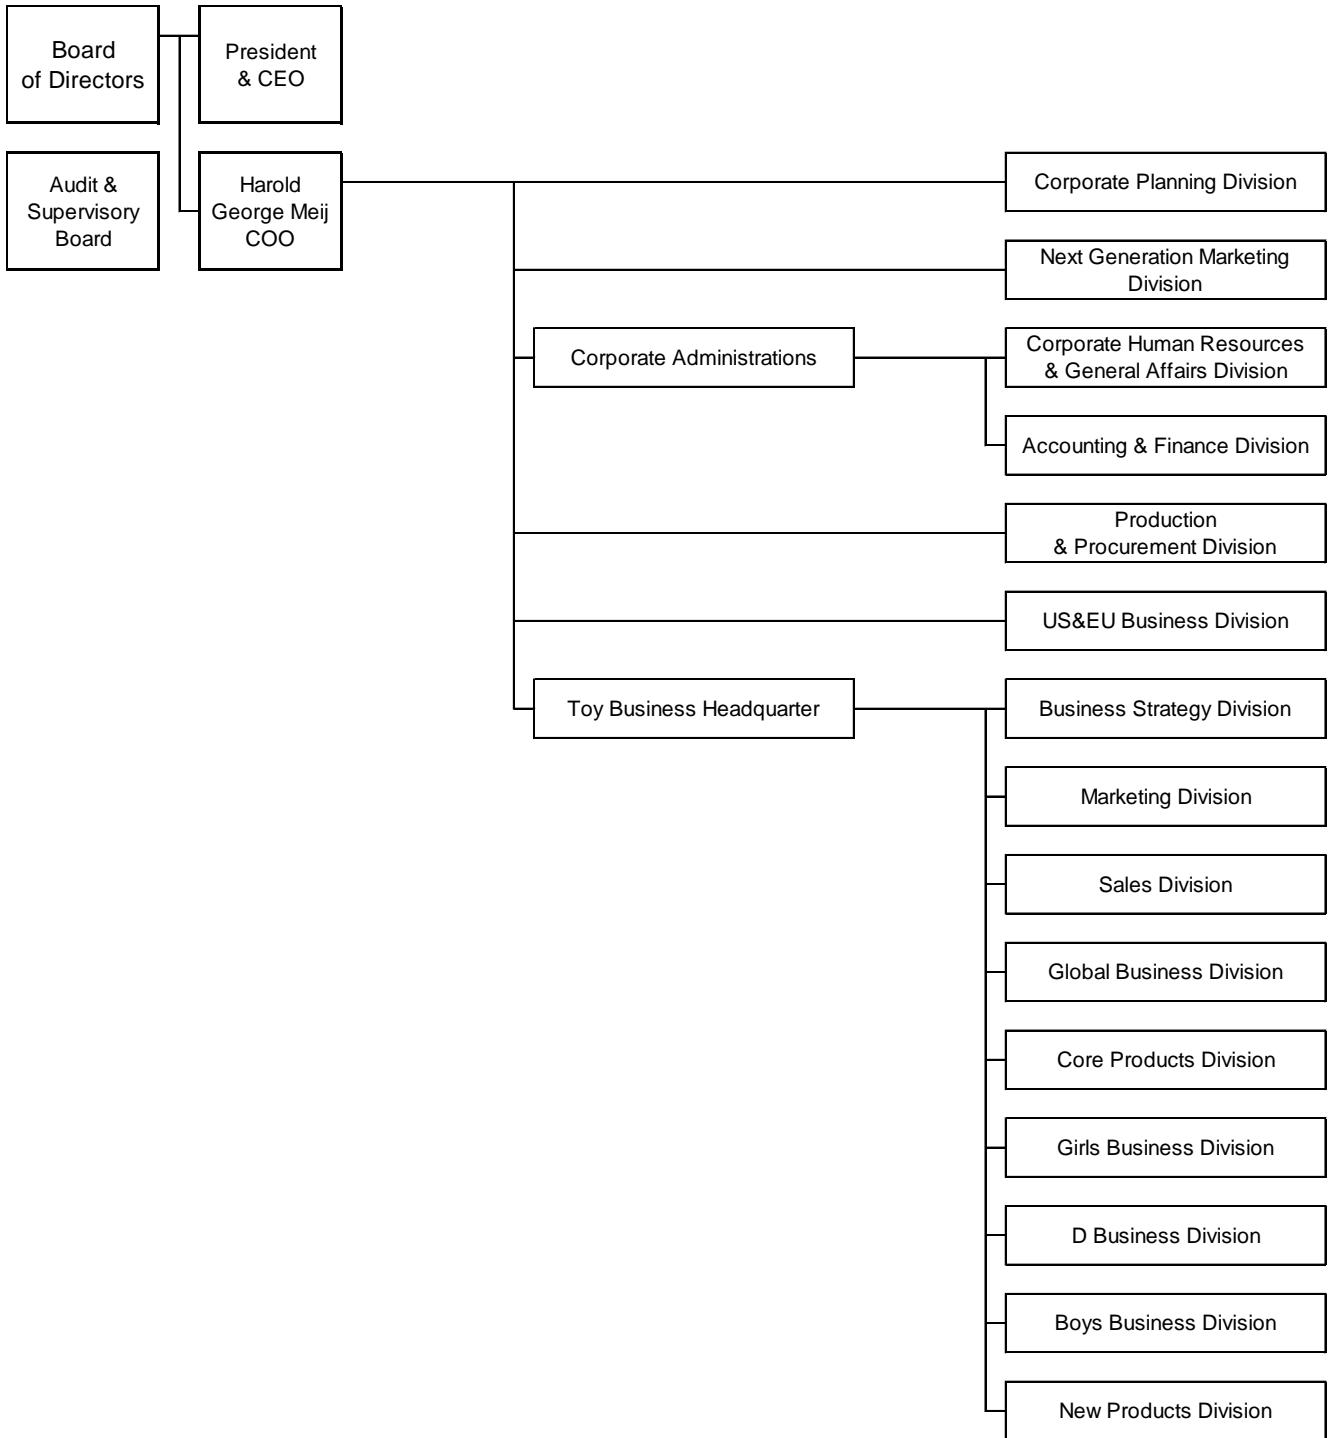 Board
of Directors
President
& CEO
Audit &
Supervisory
Board
Harold
George Meij
COO
Corporate Planning Division
Next Generation Marketing
Division
Corporate Administrations
Corporate Human Resources
& General Affairs Division
Accounting & Finance Division
Production
& Procurement Division
US&EU Business Division
Toy Business Headquarter
Business Strategy Division
Marketing Division
Sales Division
Global Business Division
Core Products Division
Girls Business Division
D Business Division
Boys Business Division
New Products Division